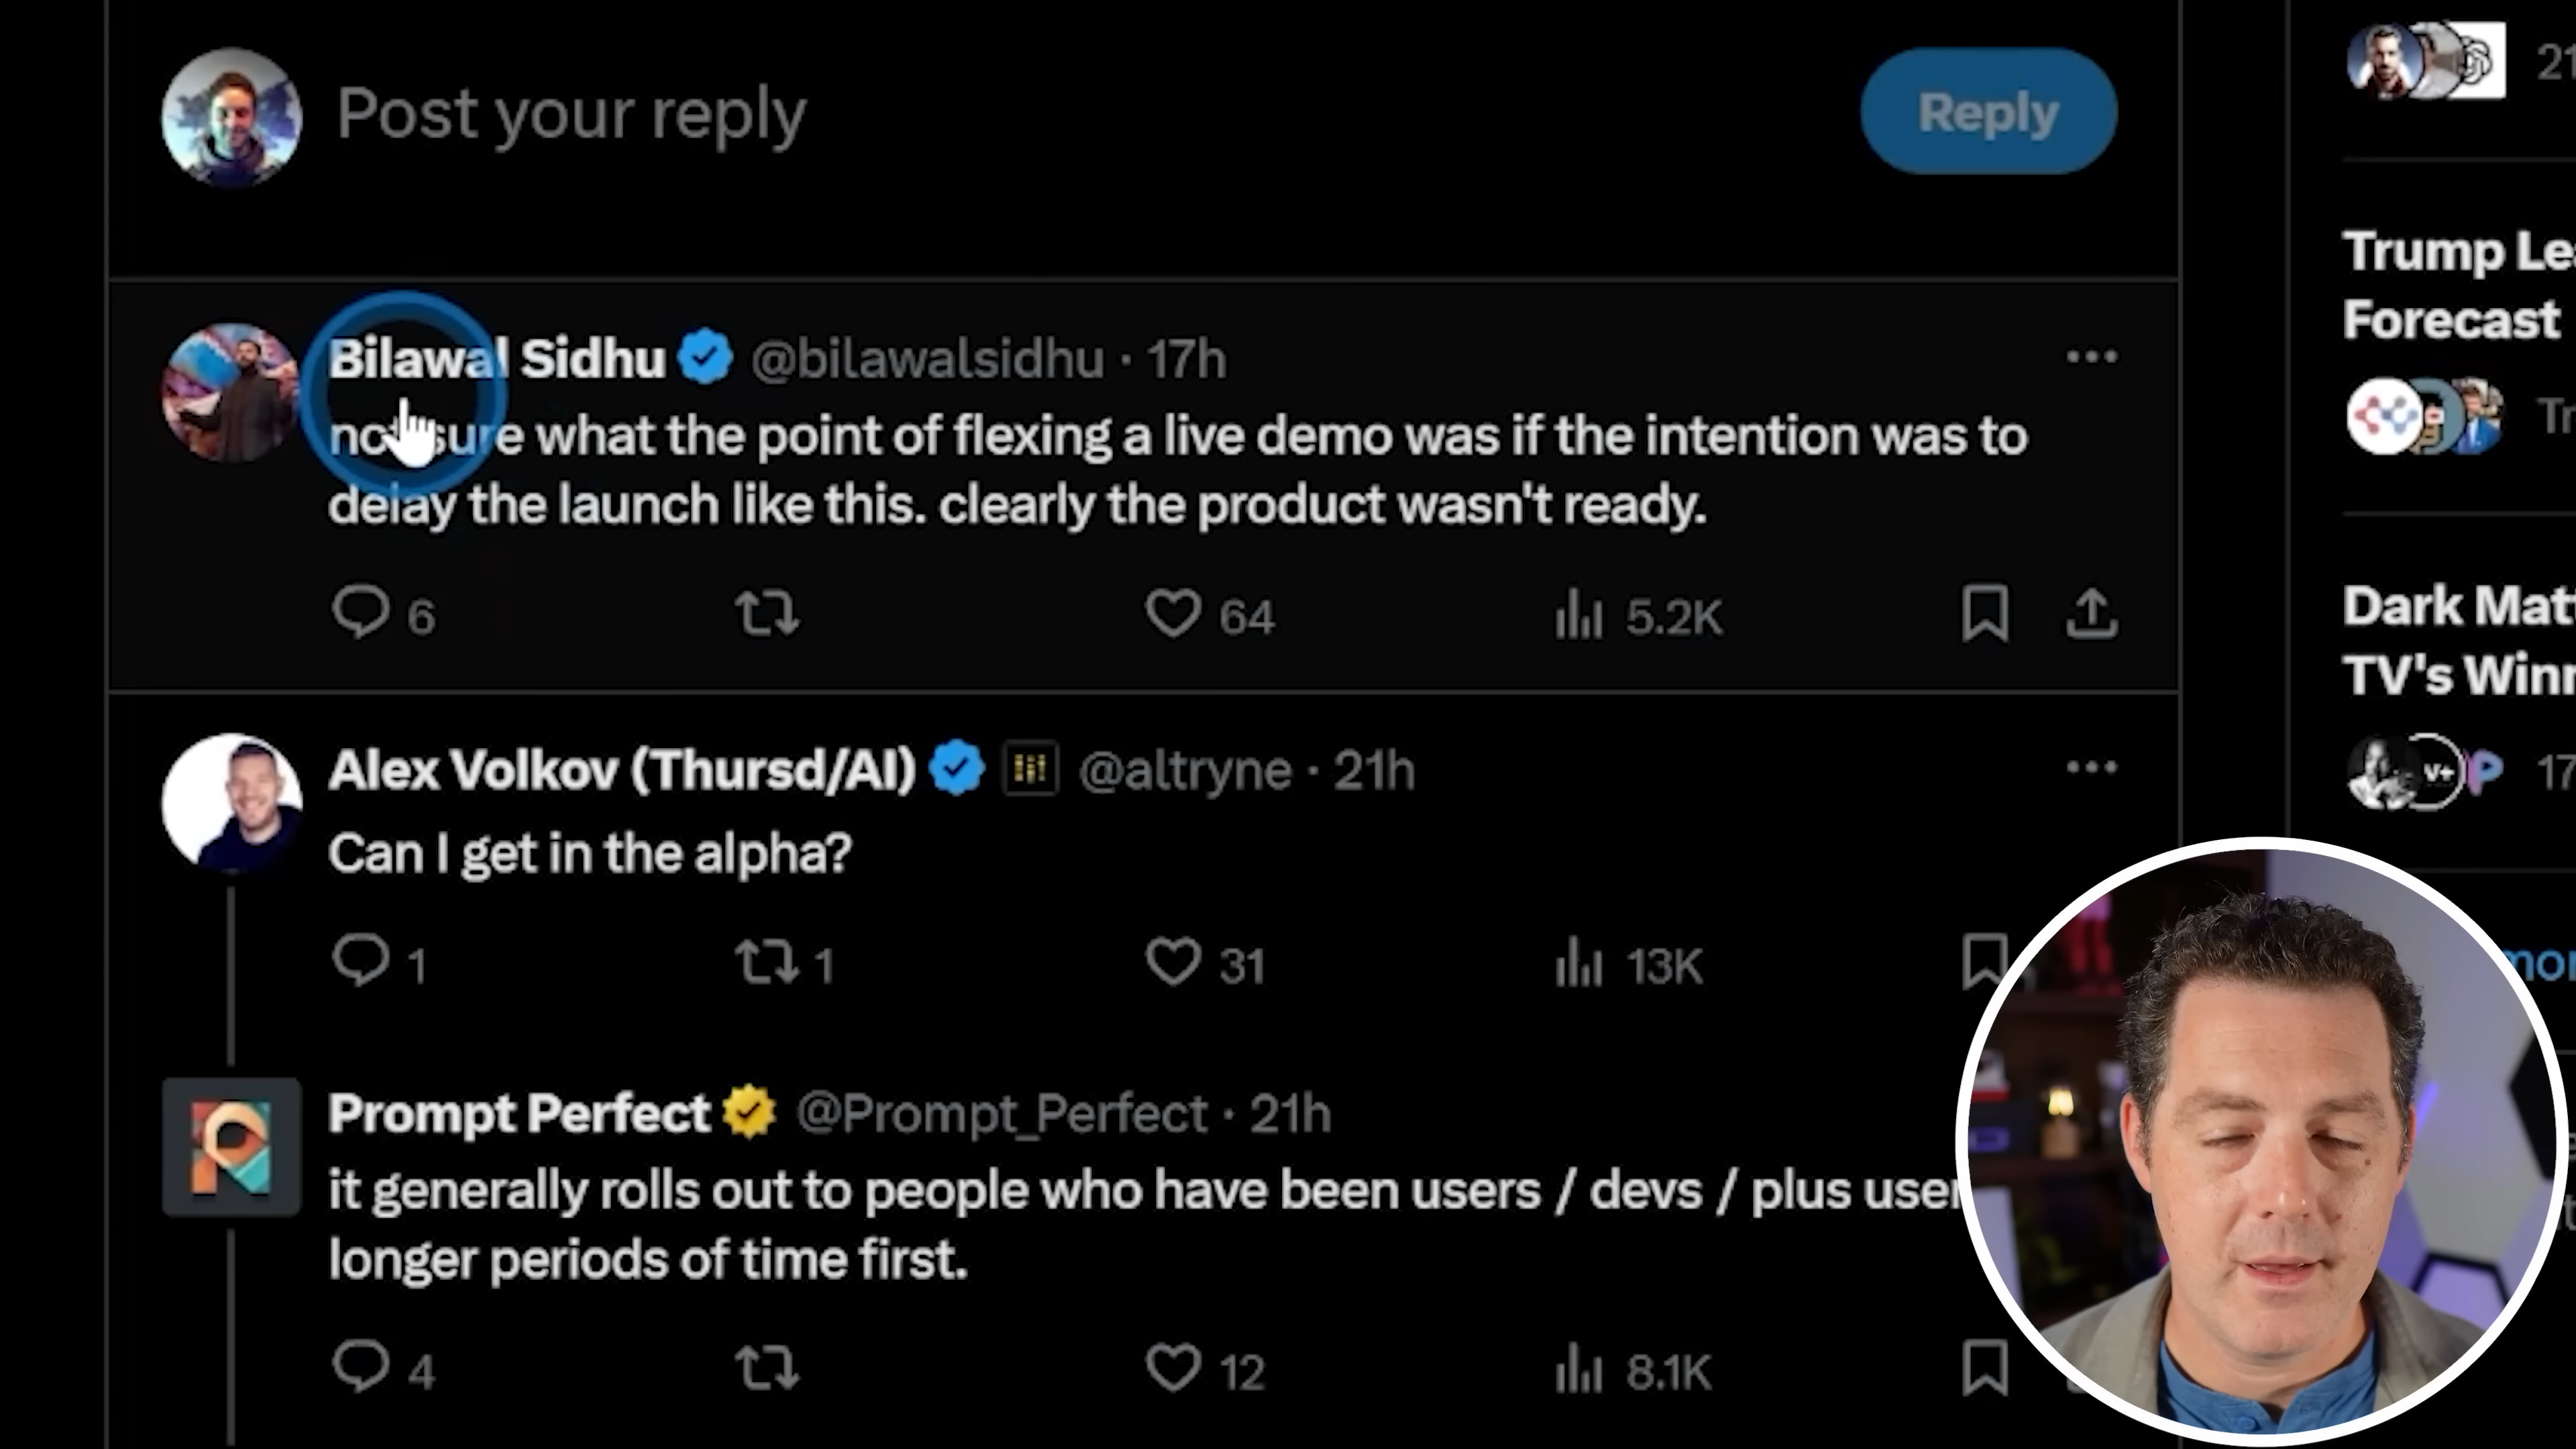 Post your reply
Reply
Bilawal Sidhu @bilawalsidhu · 17h
not sure what the point of flexing a live demo was if the intention was to
delay the launch like this. clearly the product wasn't ready.
6 64 5.2K
Alex Volkov (Thursd/AI) @altryne · 21h
Can I get in the alpha?
1 1 31 13K
Prompt Perfect @Prompt_Perfect · 21h
it generally rolls out to people who have been users / devs / plus
longer periods of time first.
4 12 8.1K
21
Trump
Forecast
Dark
TV's
V+
17